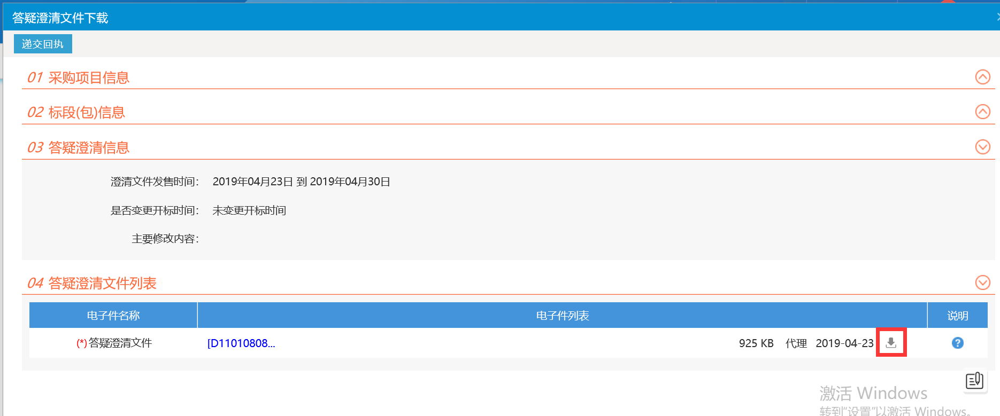 答疑澄清文件下载
递交回执
01 采购项目信息
02 标段(包)信息
03 答疑澄清信息
澄清文件发售时间： 2019年04月23日 到 2019年04月30日
是否变更开标时间： 未变更开标时间
主要修改内容：
04 答疑澄清文件列表
电子件名称 电子件列表 说明
(*)答疑澄清文件 [D11010808... 925 KB 代理 2019-04-23 ?
激活 Windows
转到“设置”以激活 Windows。